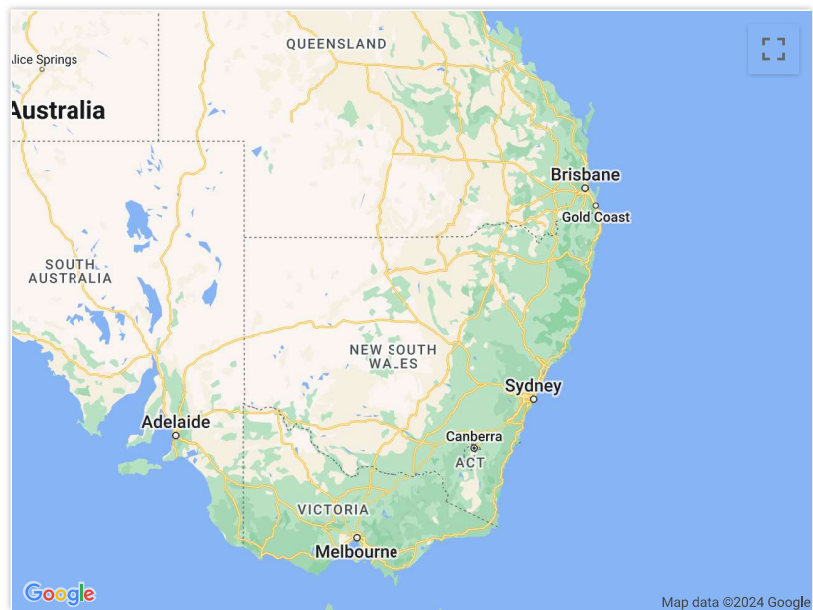 QUEENSLAND
lice Springs
Australia
Brisbane
Gold Coast
SOUTH
AUSTRALIA
NEW SOUTH
WALES
Sydney
Adelaide
Canberra
ACT
VICTORIA
Melbourne
Google
Map data ©2024 Google